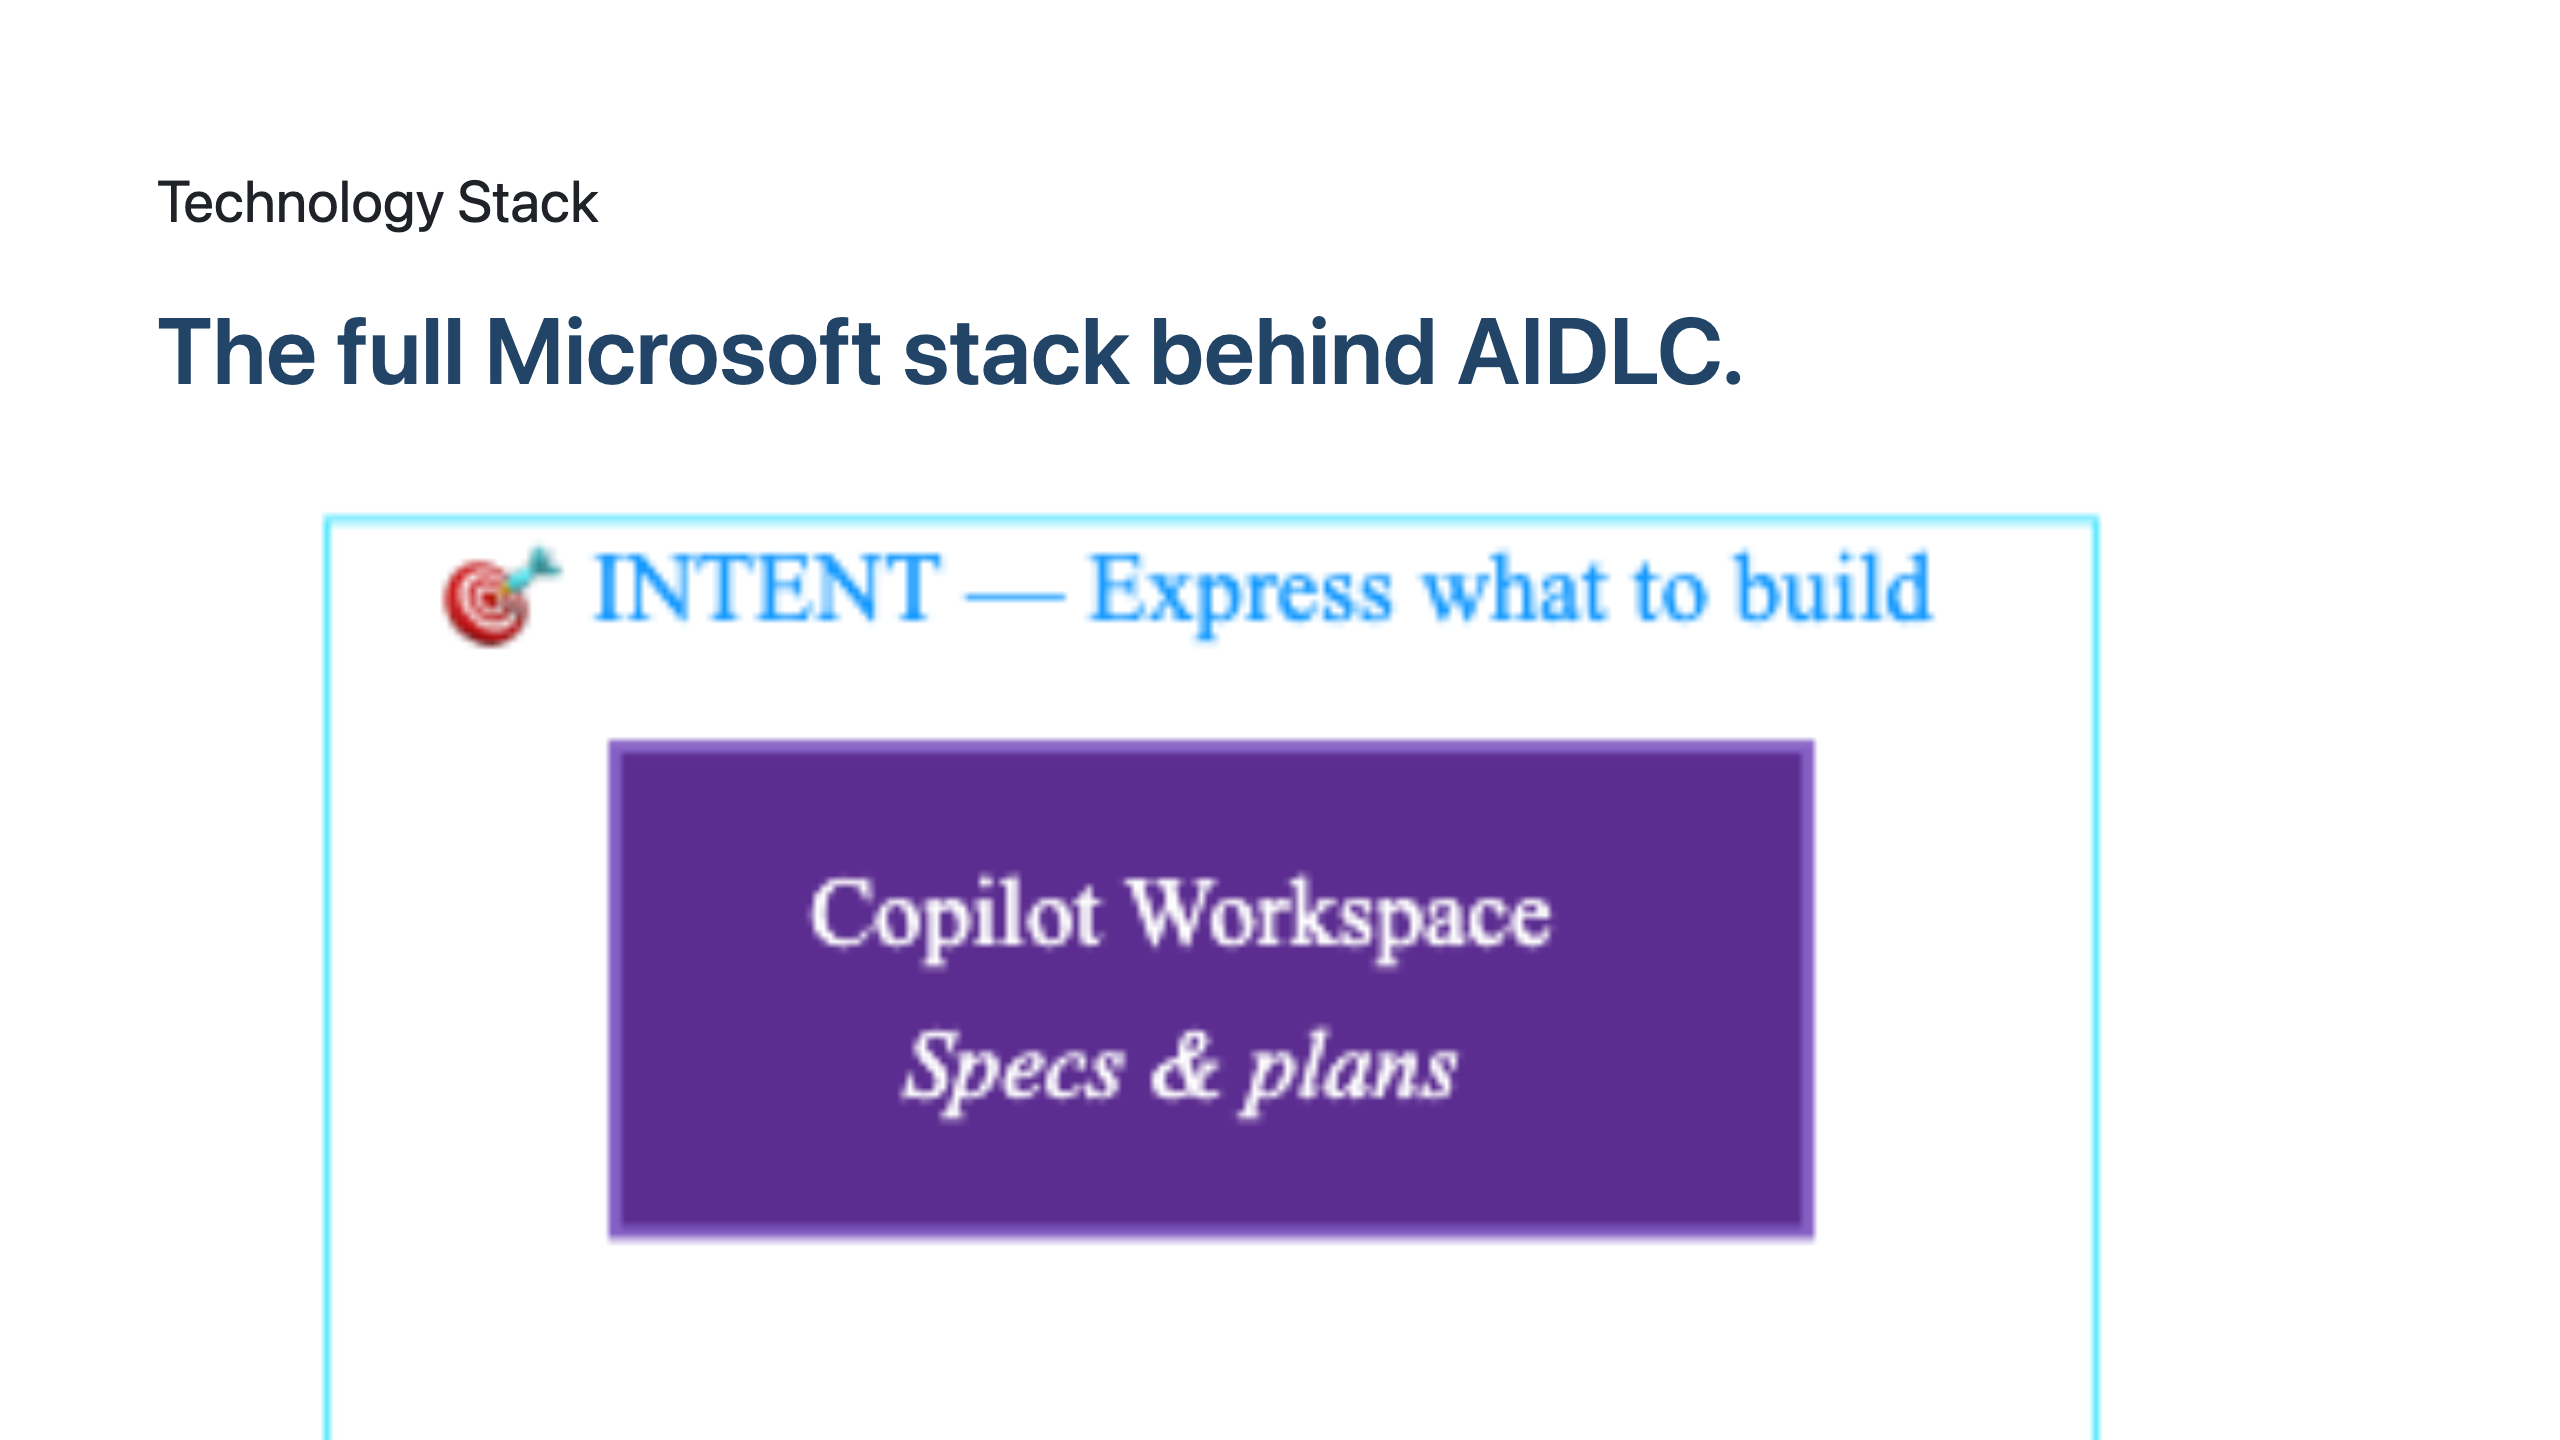 Technology Stack
The full Microsoft stack behind AIDLC.
🎯 INTENT — Express what to build
Copilot Workspace
Specs & plans